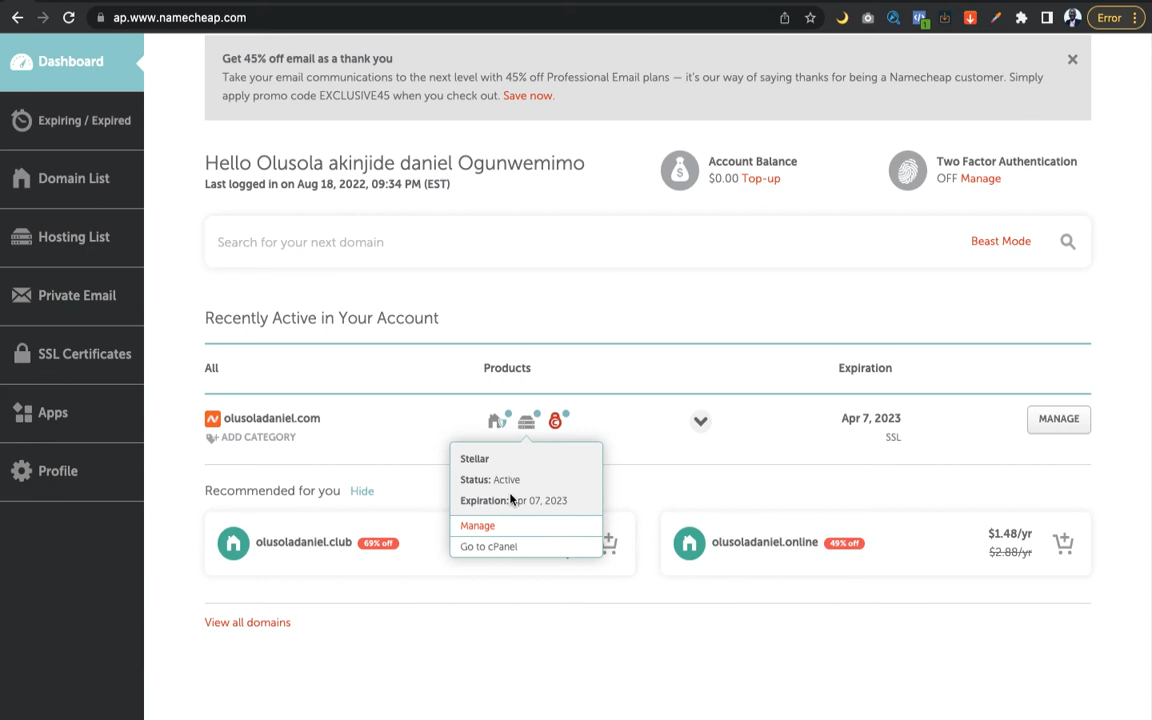 ap.www.namecheap.com
1
Error
Dashboard
Expiring / Expired
Domain List
Hosting List
Private Email
SSL Certificates
Apps
Profile
Get 45% off email as a thank you
Take your email communications to the next level with 45% off Professional Email plans — it's our way of saying thanks for being a Namecheap customer. Simply
apply promo code EXCLUSIVE45 when you check out. Save now.
Hello Olusola akinjide daniel Ogunwemimo
Last logged in on Aug 18, 2022, 09:34 PM (EST)
Account Balance
$0.00 Top-up
Two Factor Authentication
OFF Manage
Search for your next domain
Beast Mode
Recently Active in Your Account
All
Products
Expiration
olusoladaniel.com
ADD CATEGORY
Apr 7, 2023
SSL
MANAGE
Stellar
Status: Active
Expiration: pr 07, 2023
Manage
Go to cPanel
Recommended for you Hide
olusoladaniel.club 69% off
olusoladaniel.online 49% off
$1.48/yr
$2.88/yr
View all domains